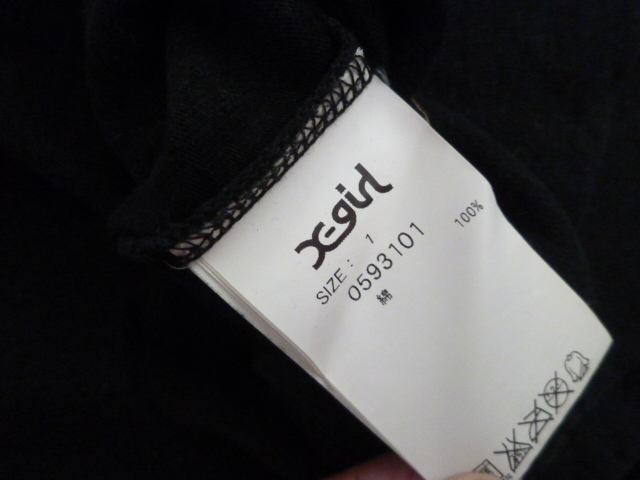 X-girl
SIZE : 1
0593101
綿 100%